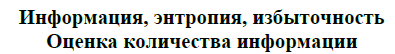 Информация, энтропия, избыточность
Оценка количества информации